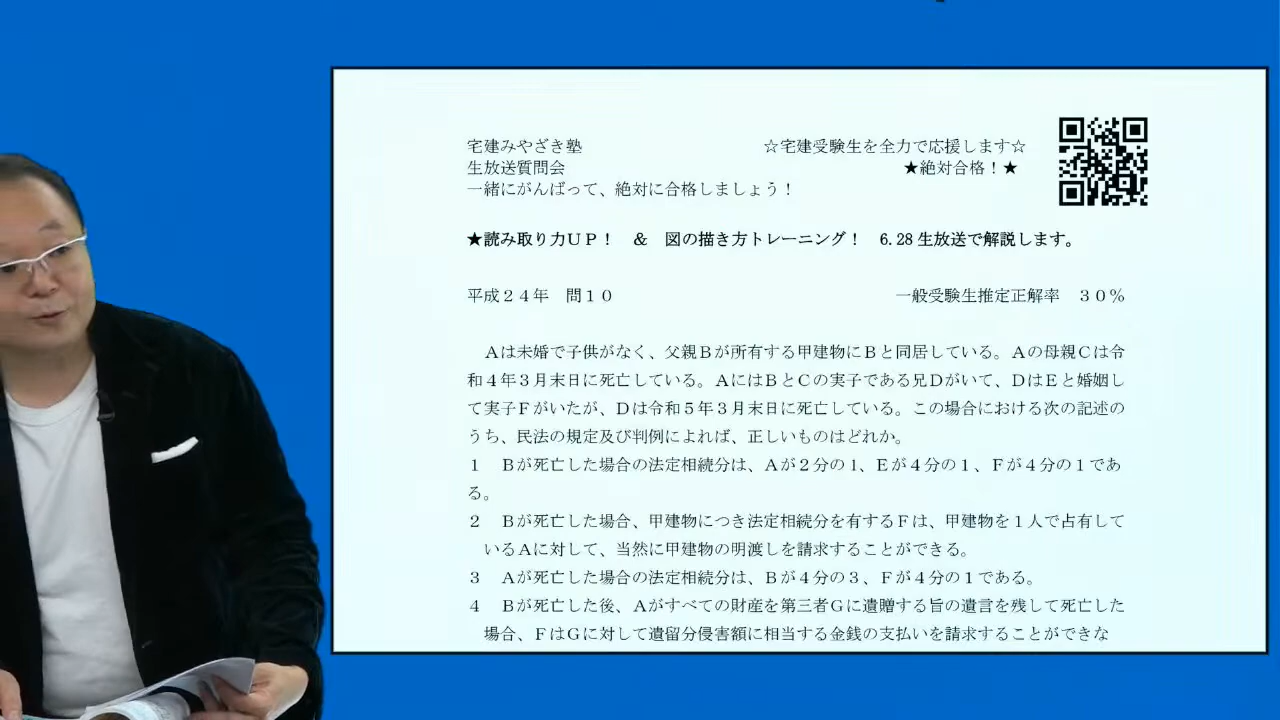 宅建みやざき塾　☆宅建受験生を全力で応援します☆
生放送質問会　★絶対合格！★
一緒にがんばって、絶対に合格しましょう！
★読み取り力ＵＰ！　＆　図の描き方トレーニング！　6.28 生放送で解説します。
平成２４年　問１０　一般受験生推定正解率　３０％
Ａは未婚で子供がなく、父親Ｂが所有する甲建物にＢと同居している。Ａの母親Ｃは令
和４年３月末日に死亡している。ＡにはＢとＣの実子である兄Ｄがいて、ＤはＥと婚姻し
て実子Ｆがいたが、Ｄは令和５年３月末日に死亡している。この場合における次の記述の
うち、民法の規定及び判例によれば、正しいものはどれか。
１　Ｂが死亡した場合の法定相続分は、Ａが２分の１、Ｅが４分の１、Ｆが４分の１であ
る。
２　Ｂが死亡した場合、甲建物につき法定相続分を有するＦは、甲建物を１人で占有して
いるＡに対して、当然に甲建物の明渡しを請求することができる。
３　Ａが死亡した場合の法定相続分は、Ｂが４分の３、Ｆが４分の１である。
４　Ｂが死亡した後、Ａがすべての財産を第三者Ｇに遺贈する旨の遺言を残して死亡した
場合、ＦはＧに対して遺留分侵害額に相当する金銭の支払いを請求することができな